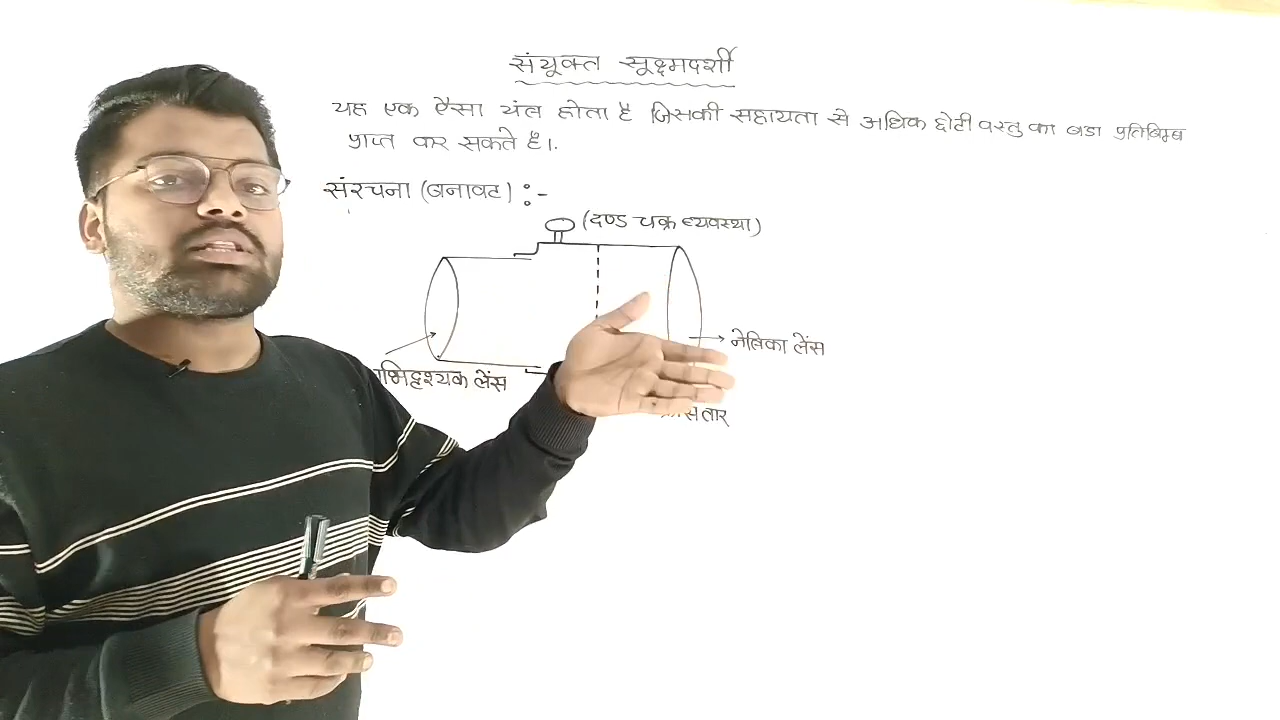 संयुक्त सूक्ष्मदर्शी
यह एक ऐसा यंत्र होता है जिसकी सहायता से अधिक छोटी वस्तु का बडा प्रतिबिम्ब
प्राप्त कर सकते हैं।.
संरचना (बनावट) :-
(दण्ड चक्र व्यवस्था)
नेत्रिका लेंस
भिदृश्यक लेंस
तार